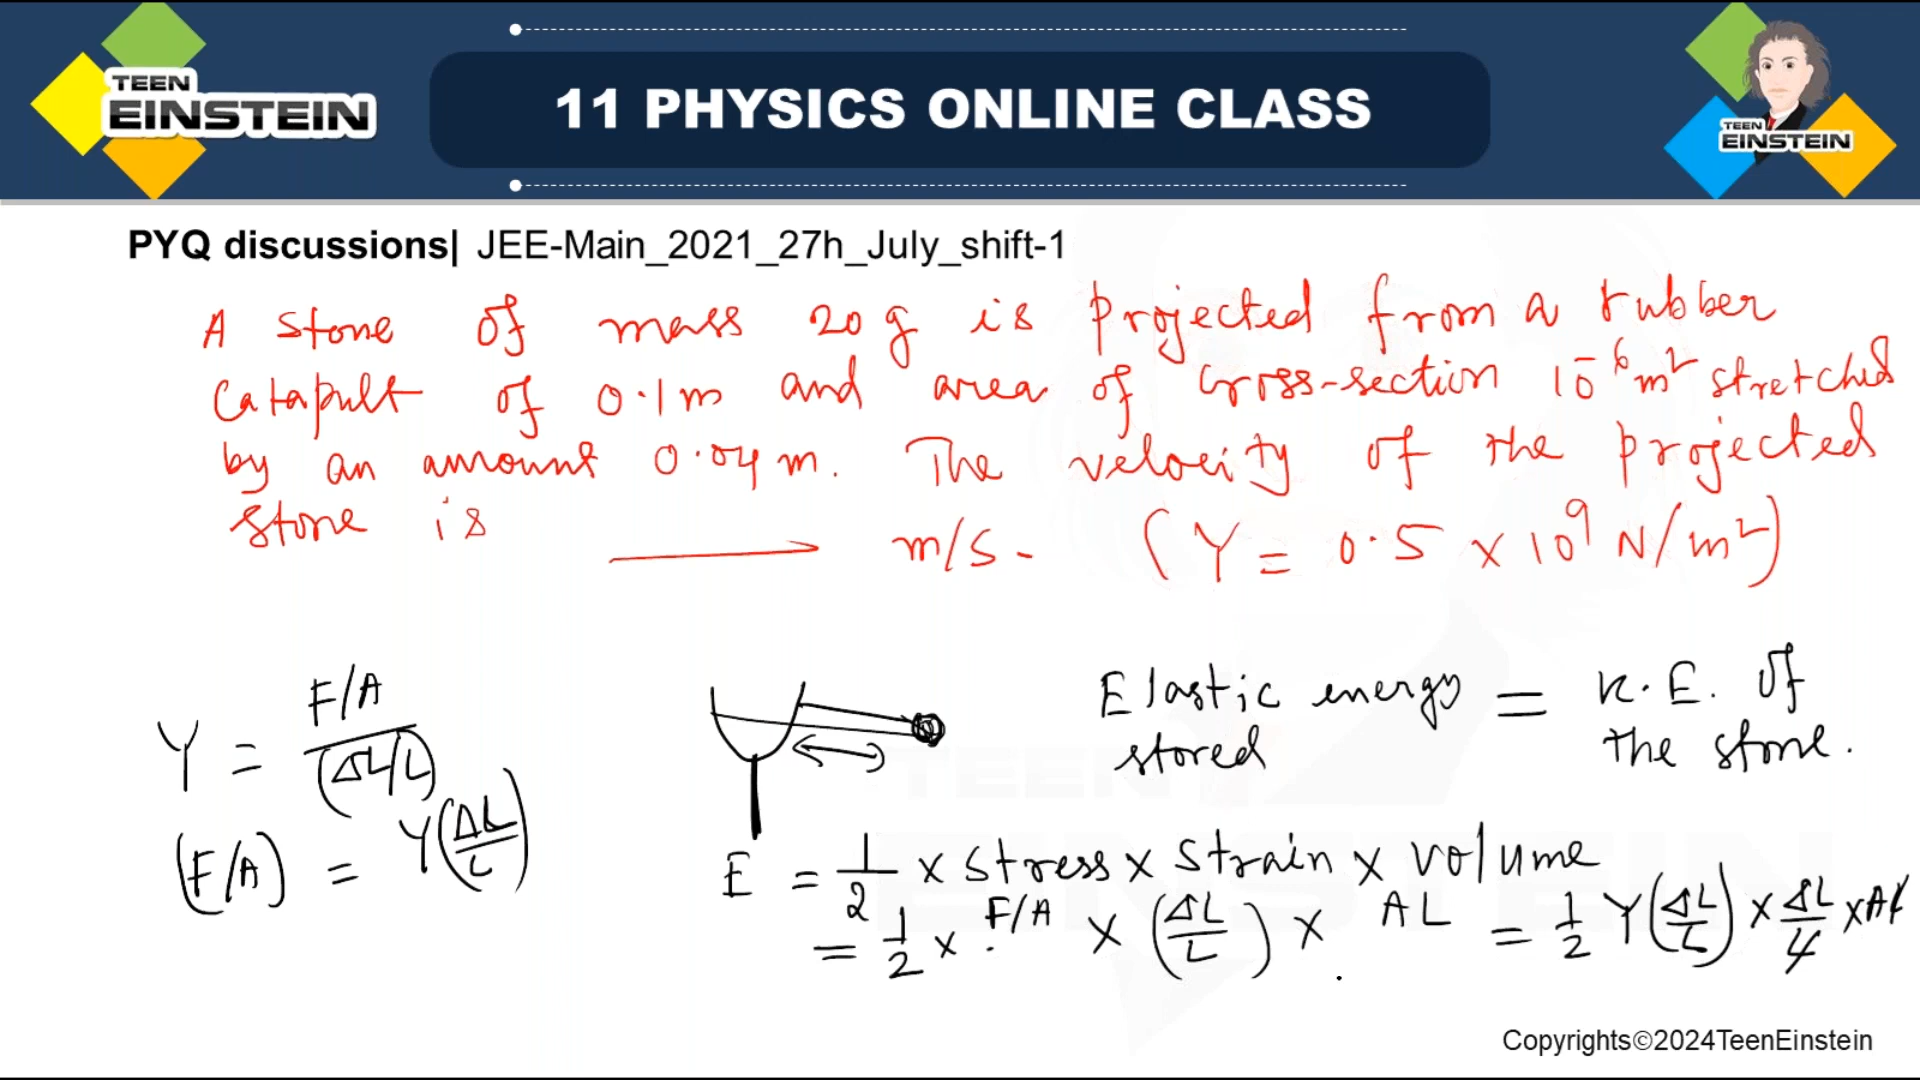 TEEN
EINSTEIN
11 PHYSICS ONLINE CLASS
TEEN
EINSTEIN
PYQ discussions| JEE-Main_2021_27h_July_shift-1
A stone of mass 20 g is projected from a rubber
catapult of 0.1m and area of cross-section 10⁻⁶ m² stretched
by an amount 0.04 m. The velocity of the projected
stone is ——— m/s. (Y = 0.5 × 10⁹ N/m²)
Y = F/A / (ΔL/L)
(F/A) = Y(ΔL/L)
Elastic energy stored = K.E. of the stone.
E = 1/2 × stress × strain × volume
= 1/2 × F/A × (ΔL/L) × AL = 1/2 Y(ΔL/L) × ΔL/L × AL
TEEN
EINSTEIN
Copyrights©2024TeenEinstein